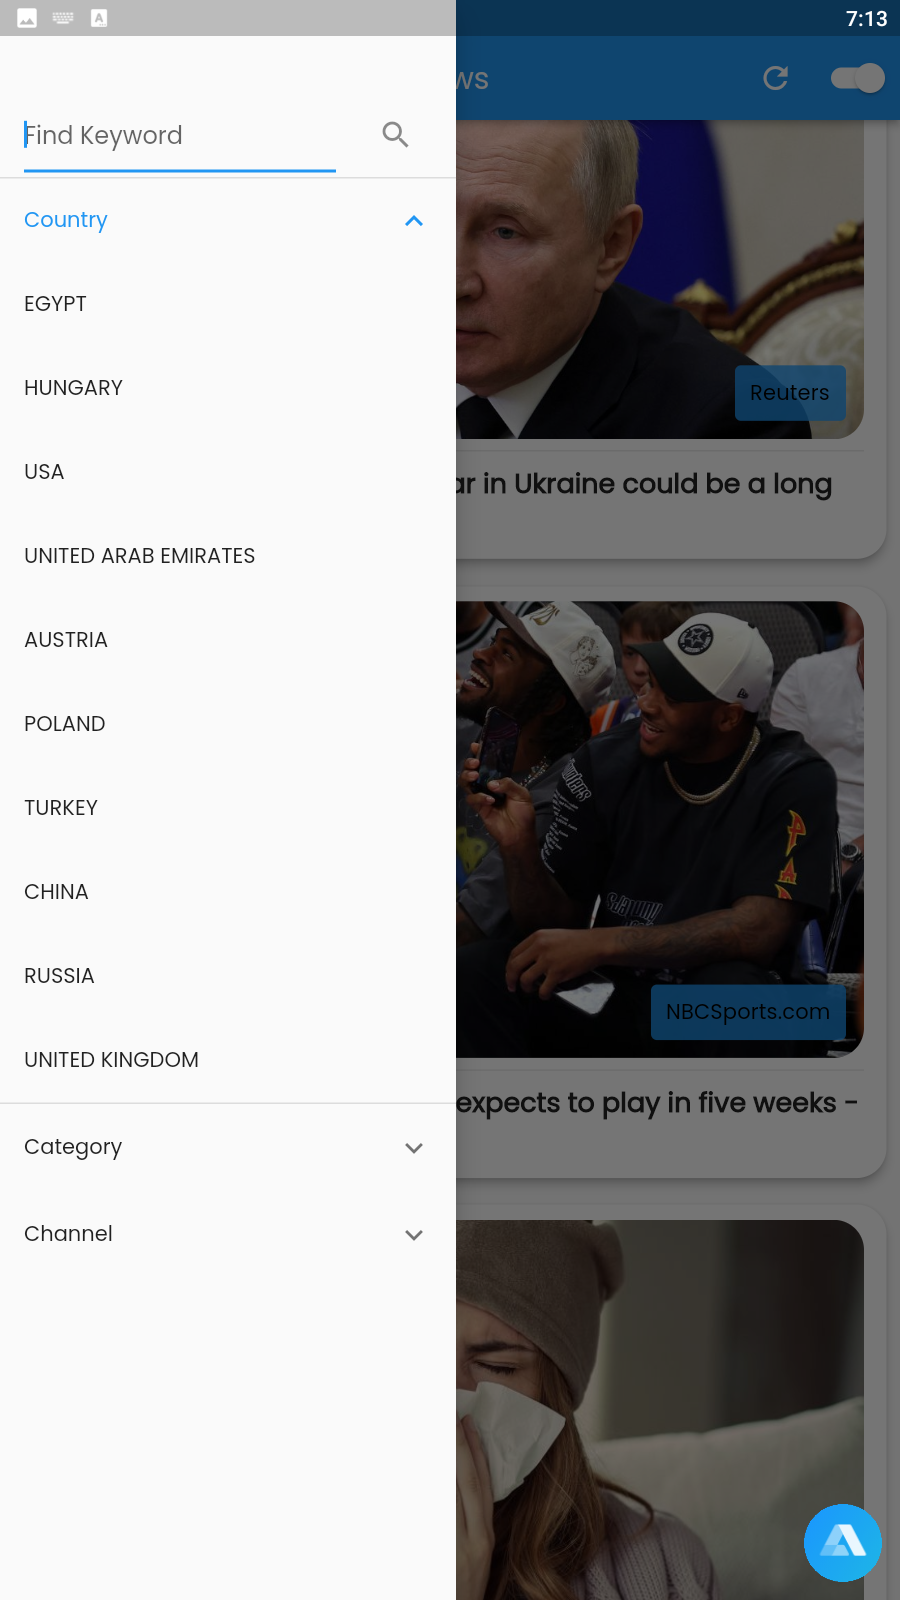 7:13
ws
Find Keyword
Country
EGYPT
HUNGARY
USA
UNITED ARAB EMIRATES
AUSTRIA
POLAND
TURKEY
CHINA
RUSSIA
UNITED KINGDOM
Category
Channel
Reuters
ar in Ukraine could be a long
NBCSports.com
expects to play in five weeks -